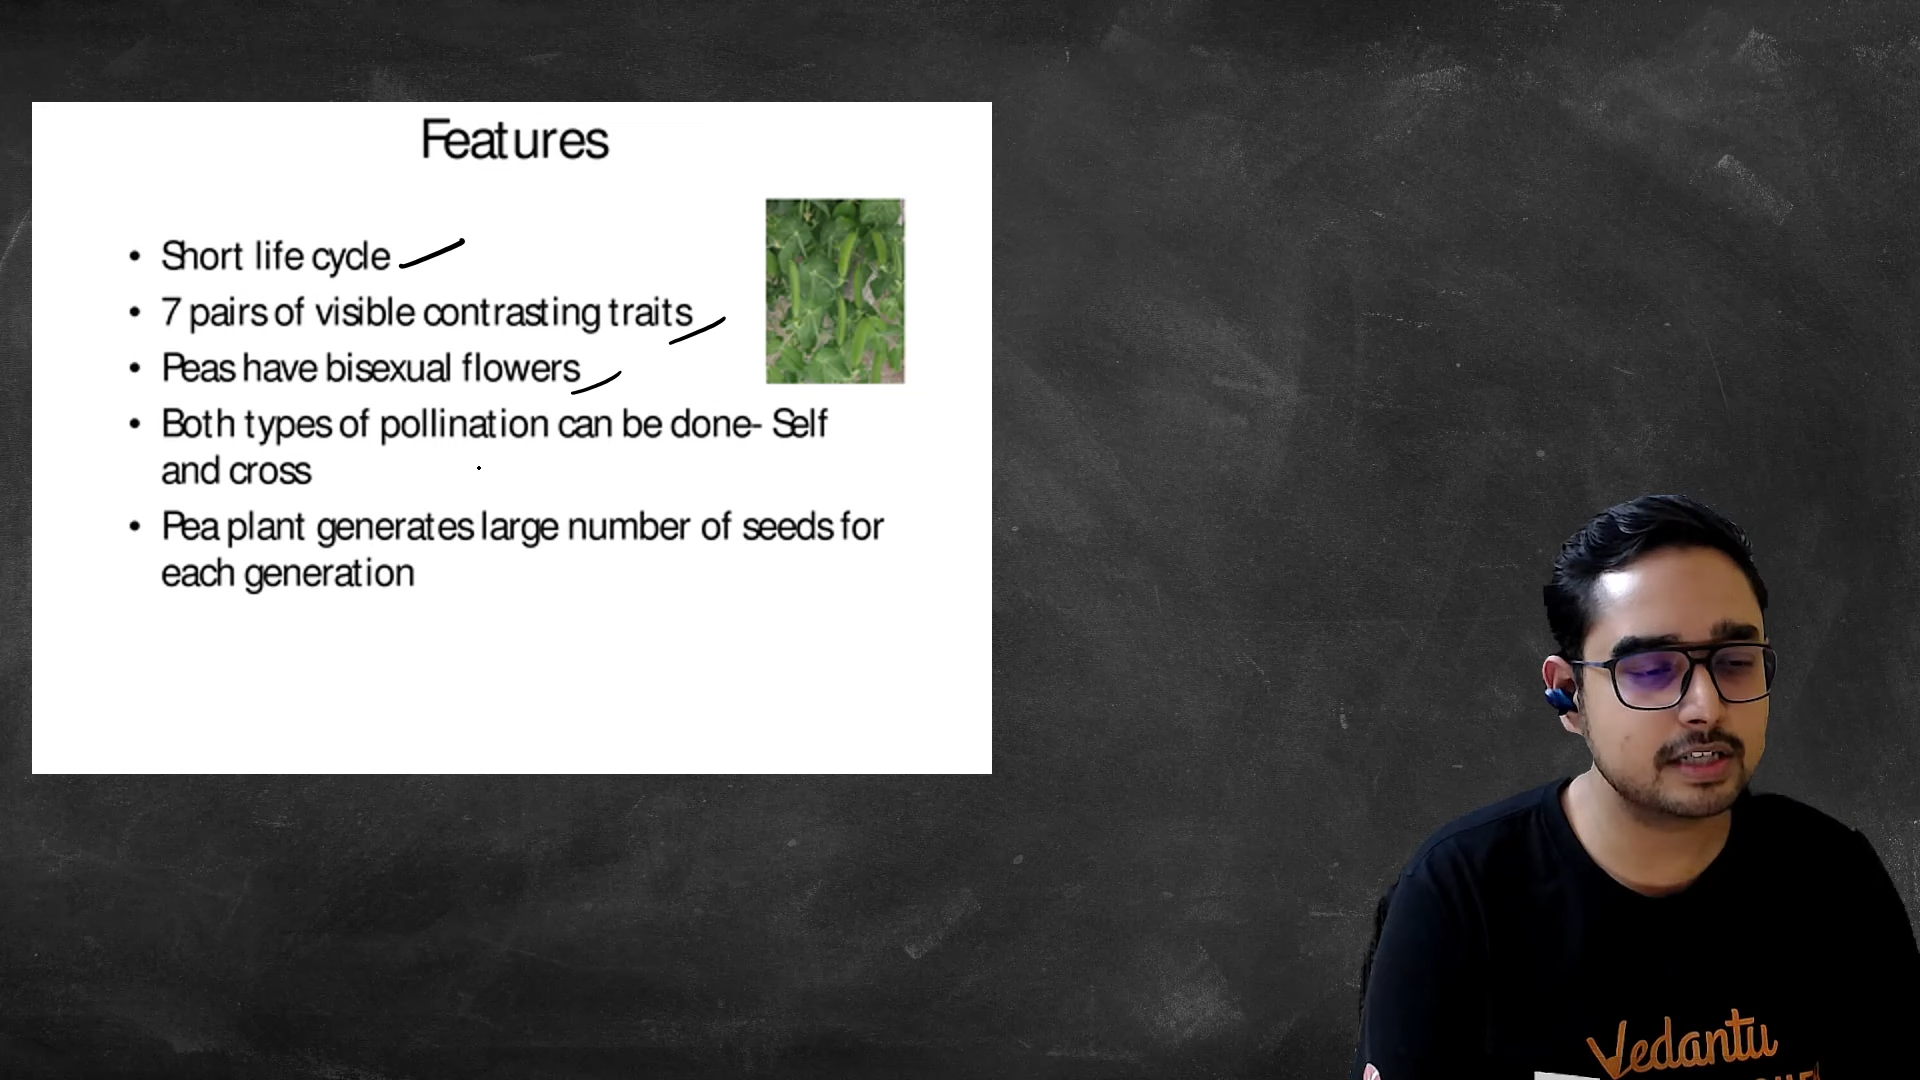 Features
• Short life cycle
• 7 pairs of visible contrasting traits
• Peas have bisexual flowers
• Both types of pollination can be done- Self
and cross
• Pea plant generates large number of seeds for
each generation
Vedantu